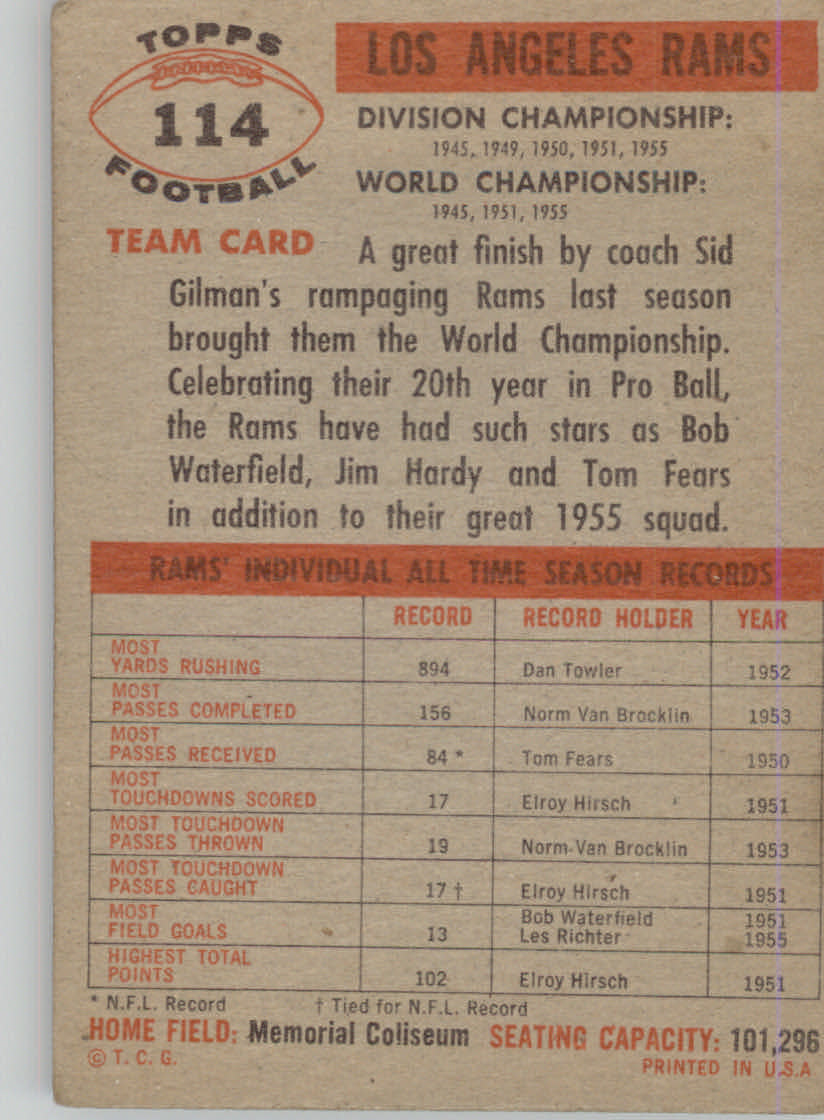 TOPPS
114
FOOTBALL
LOS ANGELES RAMS
DIVISION CHAMPIONSHIP:
1945, 1949, 1950, 1951, 1955
WORLD CHAMPIONSHIP:
1945, 1951, 1955
TEAM CARD A great finish by coach Sid
Gilman's rampaging Rams last season
brought them the World Championship.
Celebrating their 20th year in Pro Ball,
the Rams have had such stars as Bob
Waterfield, Jim Hardy and Tom Fears
in addition to their great 1955 squad.
RAMS' INDIVIDUAL ALL TIME SEASON RECORDS
RECORD RECORD HOLDER YEAR
MOST
YARDS RUSHING 894 Dan Towler 1952
MOST
PASSES COMPLETED 156 Norm Van Brocklin 1953
MOST
PASSES RECEIVED 84 * Tom Fears 1950
MOST
TOUCHDOWNS SCORED 17 Elroy Hirsch 1951
MOST TOUCHDOWN
PASSES THROWN 19 Norm Van Brocklin 1953
MOST TOUCHDOWN
PASSES CAUGHT 17 † Elroy Hirsch 1951
MOST Bob Waterfield 1951
FIELD GOALS 13 Les Richter 1955
HIGHEST TOTAL
POINTS 102 Elroy Hirsch 1951
* N.F.L. Record † Tied for N.F.L. Record
HOME FIELD: Memorial Coliseum SEATING CAPACITY: 101,296
© T. C. G. PRINTED IN U.S.A